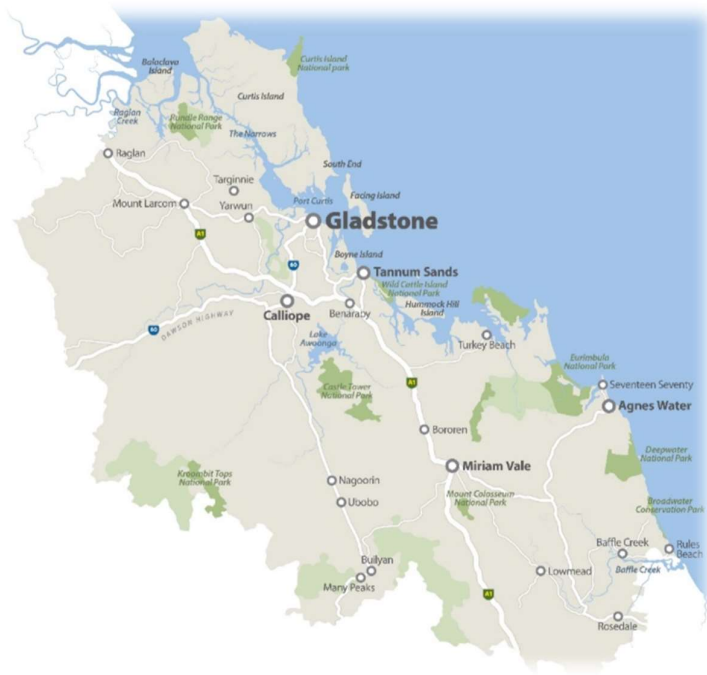 Balaclava
Island
Curtis Island
National park
Curtis Island
Raglan
Creek
Rundle Range
National Park
The Narrows
Raglan
South End
Targinnie
Facing Island
Mount Larcom
Yarwun
Port Curtis
Gladstone
A1
Boyne Island
60
Tannum Sands
Wild Cattle Island
National Park
Calliope
Benaraby
Hummock Hill
Island
60
DAWSON HIGHWAY
Lake
Awoonga
Turkey Beach
Eurimbula
National Park
A1
Castle Tower
National Park
Seventeen Seventy
Agnes Water
Bororen
Deepwater
National Park
Miriam Vale
Kroombit Tops
National Park
Nagoorin
Mount Colosseum
National Park
Ubobo
Broadwater
Conservation Park
Baffle Creek
Rules
Beach
Builyan
Many Peaks
Lowmead
Baffle Creek
A1
Rosedale